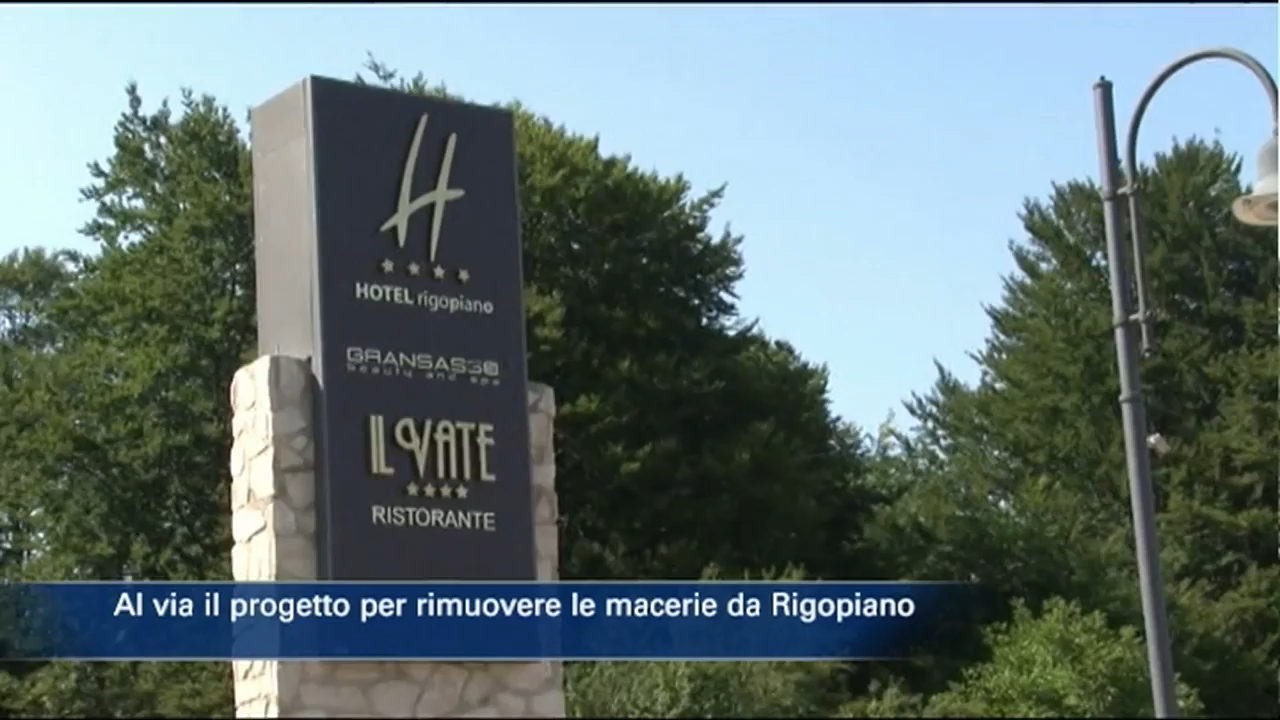 H
HOTEL rigopiano
GRANSASSO
beauty and spa
IL VATE
RISTORANTE
Al via il progetto per rimuovere le macerie da Rigopiano